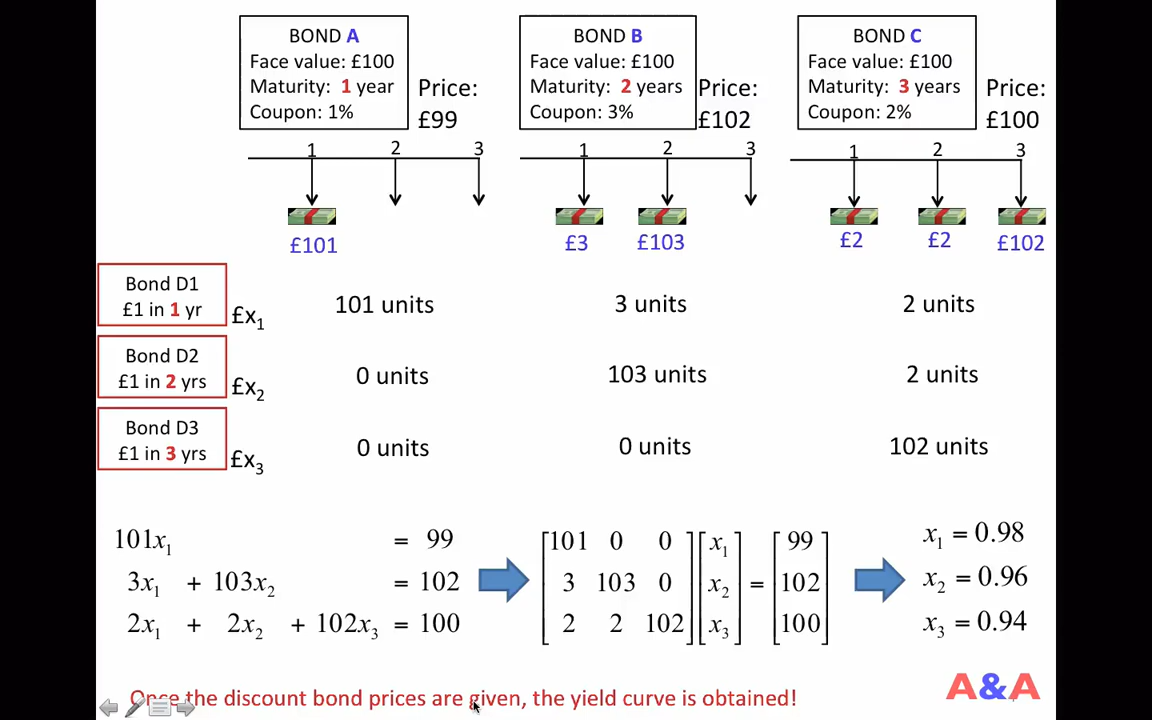 BOND A
Face value: £100
Maturity: 1 year
Coupon: 1%
Price:
£99
BOND B
Face value: £100
Maturity: 2 years
Coupon: 3%
Price:
£102
BOND C
Face value: £100
Maturity: 3 years
Coupon: 2%
Price:
£100
1 2 3
1 2 3
1 2 3
£101
£3 £103
£2 £2 £102
Bond D1
£1 in 1 yr
£x₁
101 units 3 units 2 units
Bond D2
£1 in 2 yrs
£x₂
0 units 103 units 2 units
Bond D3
£1 in 3 yrs
£x₃
0 units 0 units 102 units
101x₁ = 99
3x₁ + 103x₂ = 102
2x₁ + 2x₂ + 102x₃ = 100
101 0 0 x₁ 99
3 103 0 x₂ = 102
2 2 102 x₃ 100
x₁ = 0.98
x₂ = 0.96
x₃ = 0.94
Once the discount bond prices are given, the yield curve is obtained!
A&A